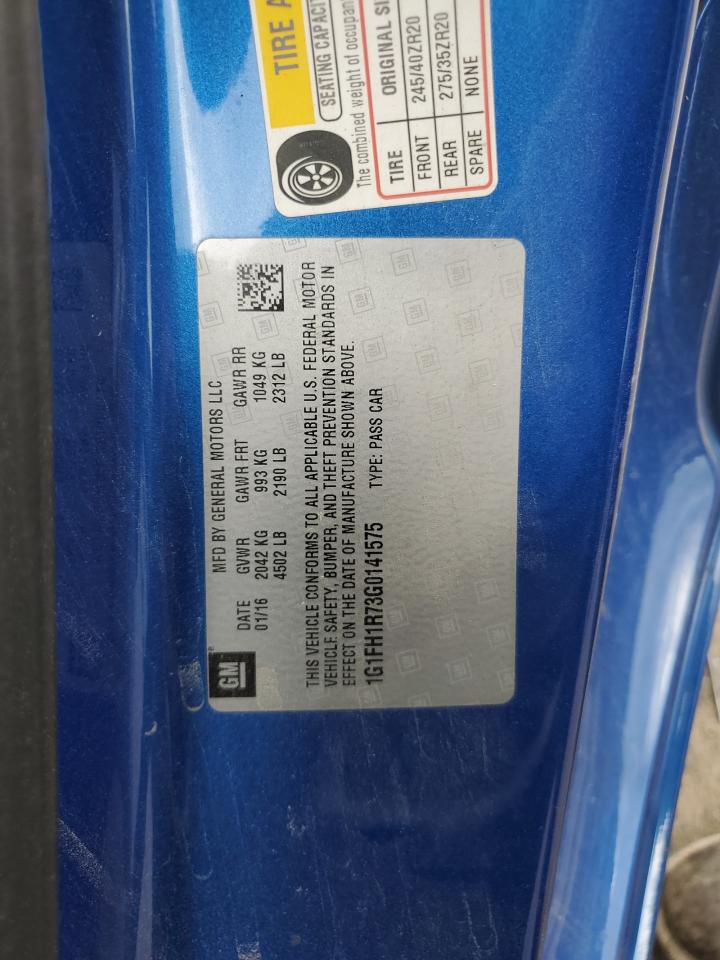 TIRE A
SEATING CAPACIT
The combined weight of occupan
TIRE ORIGINAL SI
FRONT 245/40ZR20
REAR 275/35ZR20
SPARE NONE
GM
MFD BY GENERAL MOTORS LLC
DATE GVWR GAWR FRT GAWR RR
01/16 2042 KG 993 KG 1049 KG
4502 LB 2190 LB 2312 LB
THIS VEHICLE CONFORMS TO ALL APPLICABLE U.S. FEDERAL MOTOR
VEHICLE SAFETY, BUMPER, AND THEFT PREVENTION STANDARDS IN
EFFECT ON THE DATE OF MANUFACTURE SHOWN ABOVE.
1G1FH1R73G0141575 TYPE: PASS CAR